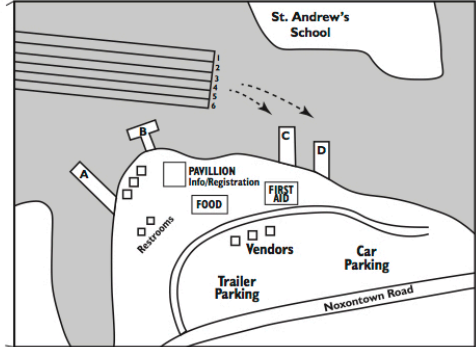 St. Andrew's
School
1
2
3
4
5
6
B
C
D
A
PAVILLION
Info/Registration
FIRST
AID
FOOD
Restrooms
Vendors
Car
Parking
Trailer
Parking
Noxontown Road